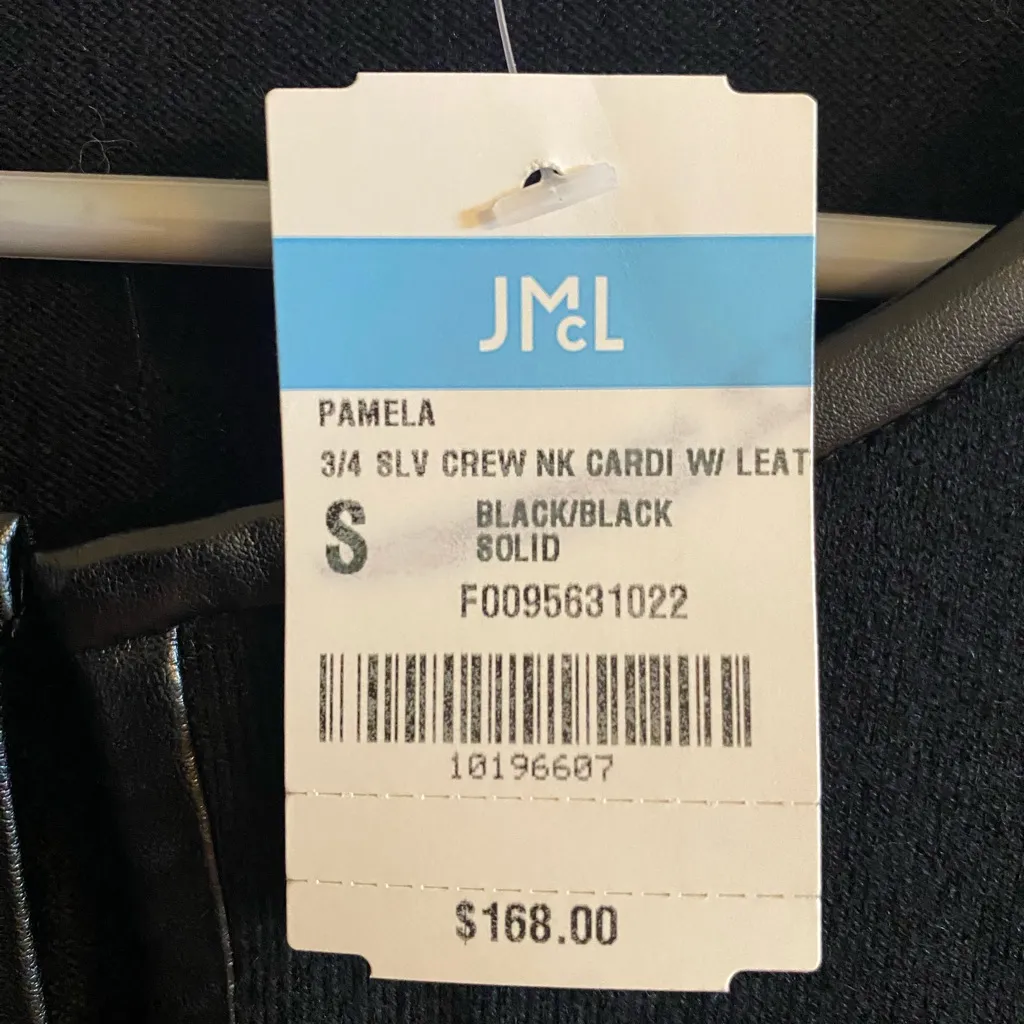 JMcL
PAMELA
3/4 SLV CREW NK CARDI W/ LEAT
S
BLACK/BLACK
SOLID
F0095631022
10196607
$168.00